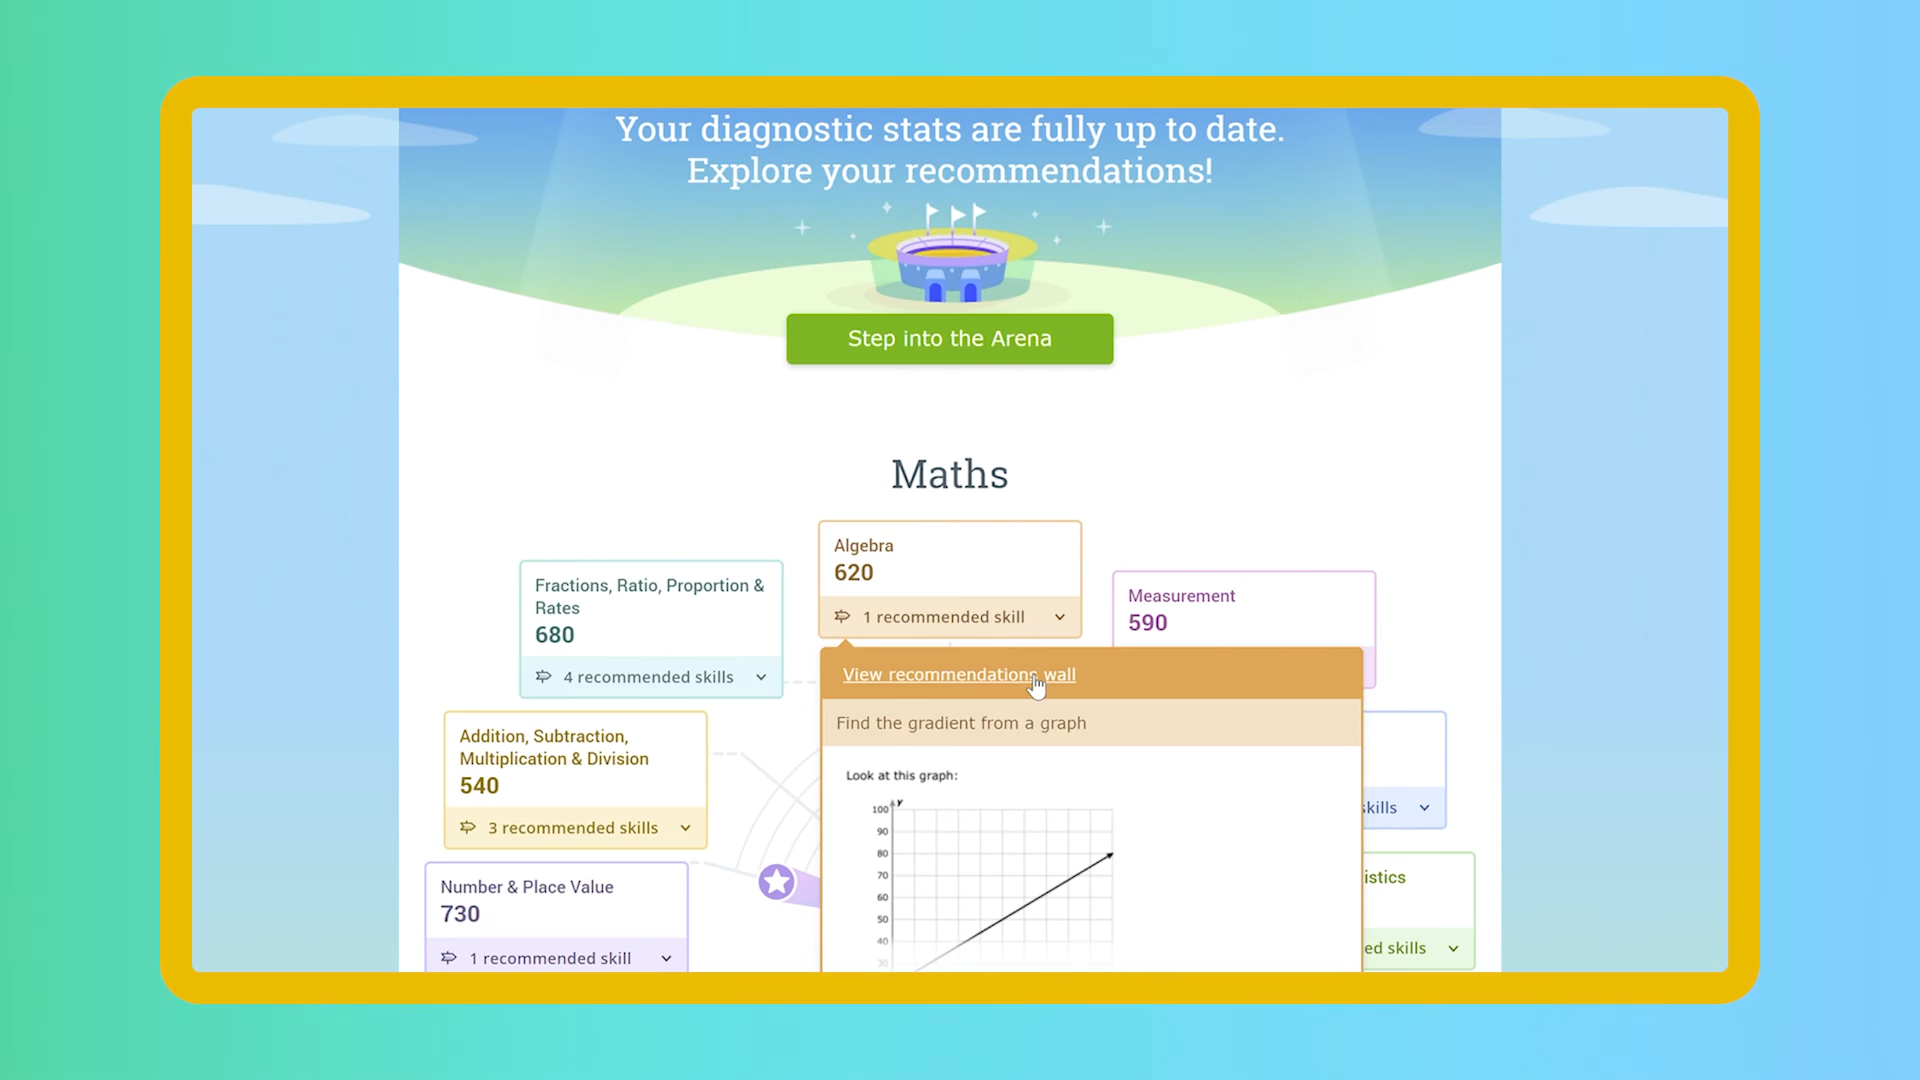 Your diagnostic stats are fully up to date.
Explore your recommendations!
Step into the Arena
Maths
Algebra
620
1 recommended skill
Fractions, Ratio, Proportion &
Rates
680
4 recommended skills
Measurement
590
View recommendations wall
Find the gradient from a graph
Look at this graph:
y
100
90
80
70
60
50
40
30
Addition, Subtraction,
Multiplication & Division
540
3 recommended skills
skills
Number & Place Value
730
1 recommended skill
istics
ed skills